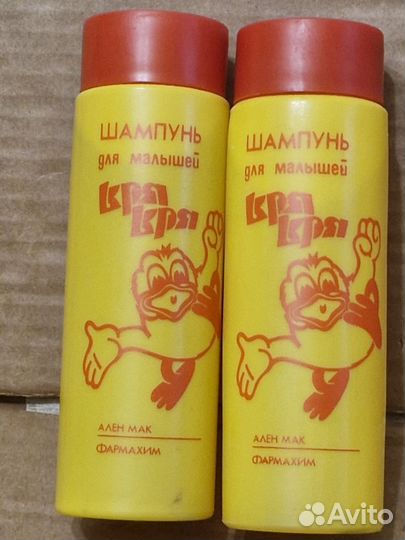 ШАМПУНЬ
для малышей
Кря
Кря
АЛЕН МАК
ФАРМАХИМ
ШАМПУНЬ
для малышей
Кря
Кря
АЛЕН МАК
ФАРМАХИМ
Avito